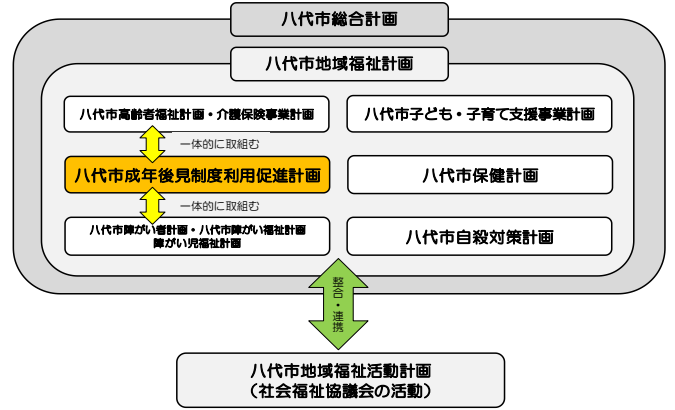 八代市総合計画
八代市地域福祉計画
八代市高齢者福祉計画・介護保険事業計画
八代市子ども・子育て支援事業計画
一体的に取組む
八代市成年後見制度利用促進計画
八代市保健計画
一体的に取組む
八代市障がい者計画・八代市障がい福祉計画
障がい児福祉計画
八代市自殺対策計画
整合・連携
八代市地域福祉活動計画
（社会福祉協議会の活動）